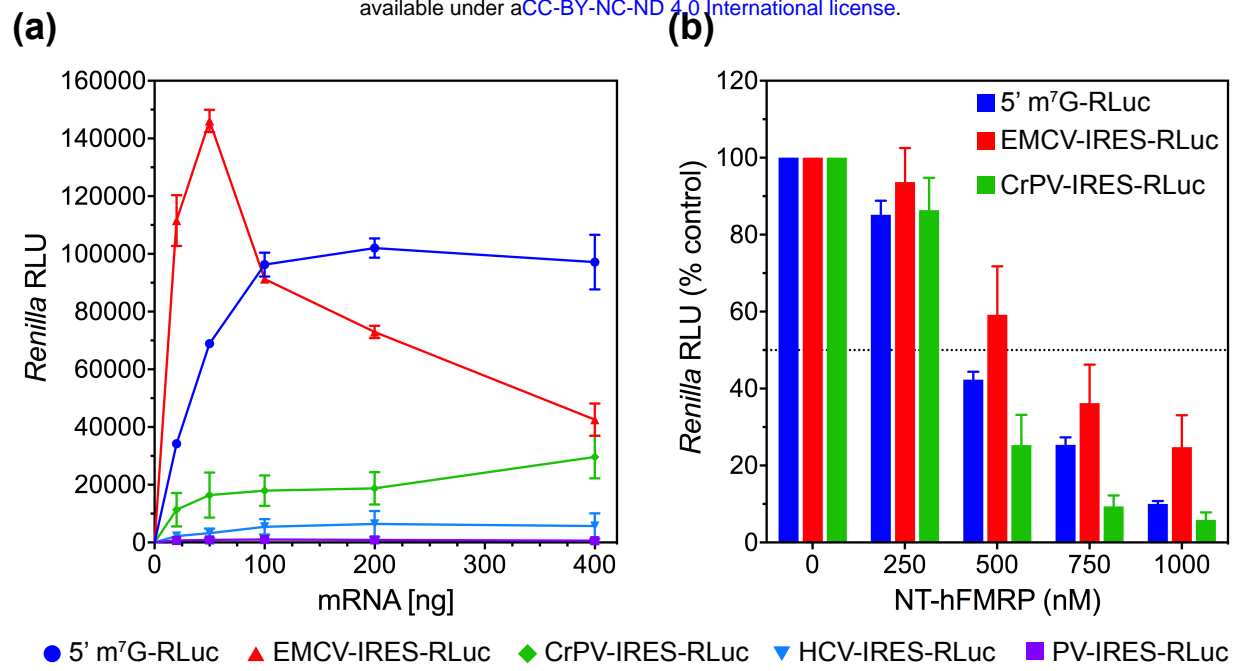 available under aCC-BY-NC-ND 4.0 International license.
(a)
160000
140000
120000
100000
80000
60000
40000
20000
0
Renilla RLU
0 100 200 300 400
mRNA [ng]
(b)
120
100
80
60
40
20
0
Renilla RLU (% control)
5’ m⁷G-RLuc
EMCV-IRES-RLuc
CrPV-IRES-RLuc
0 250 500 750 1000
NT-hFMRP (nM)
5’ m⁷G-RLuc EMCV-IRES-RLuc CrPV-IRES-RLuc HCV-IRES-RLuc PV-IRES-RLuc